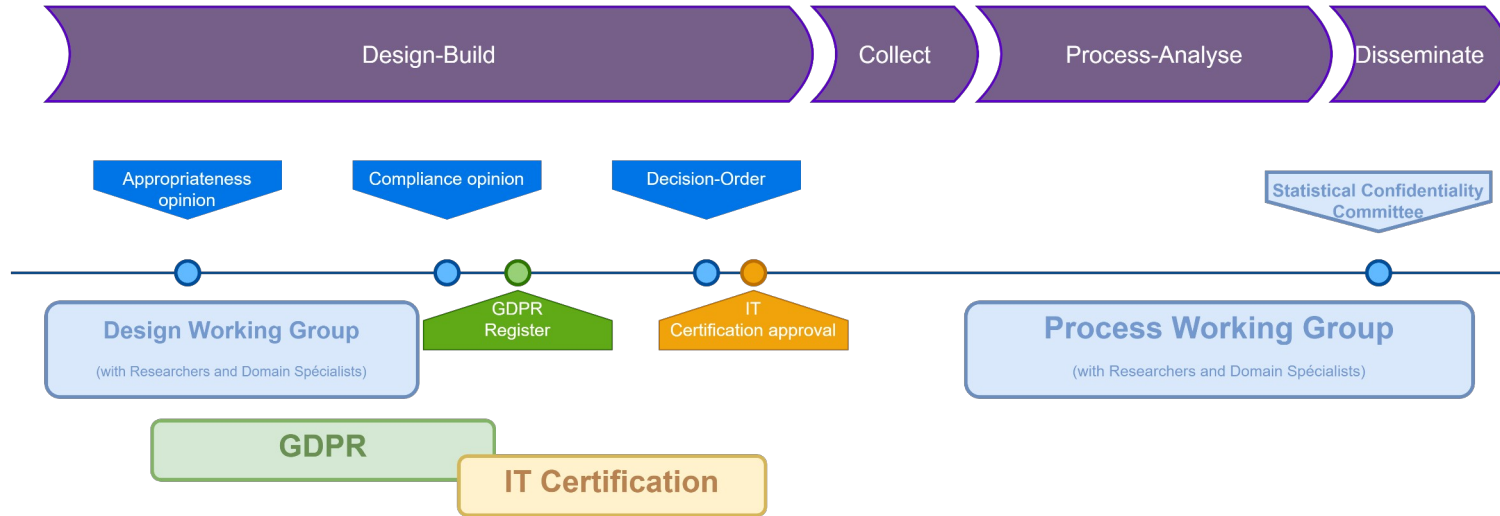 Design-Build
Collect
Process-Analyse
Disseminate
Appropriateness
opinion
Compliance opinion
Decision-Order
Statistical Confidentiality
Committee
GDPR
Register
IT
Certification approval
Design Working Group
(with Researchers and Domain Spécialists)
Process Working Group
(with Researchers and Domain Spécialists)
GDPR
IT Certification